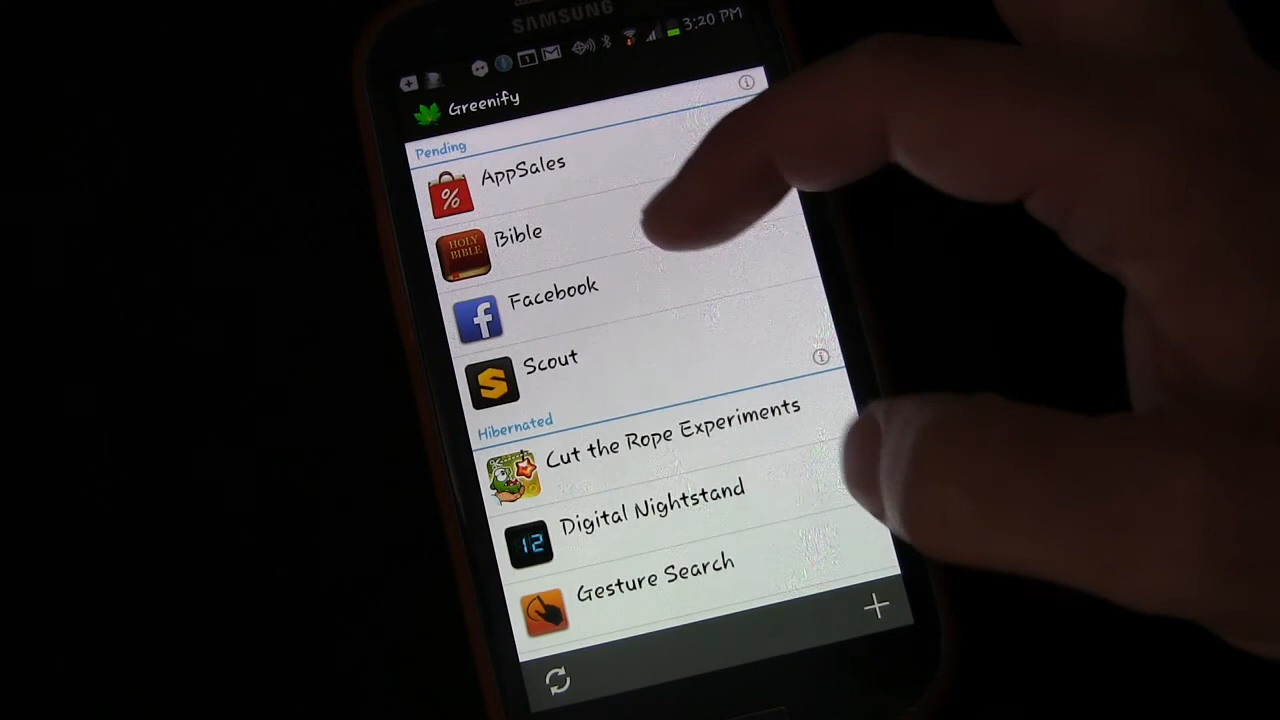 SAMSUNG
1
3:20 PM
Greenify
Pending
%
AppSales
HOLY
BIBLE
Bible
f
Facebook
S
Scout
Hibernated
Cut the Rope Experiments
12
Digital Nightstand
Gesture Search